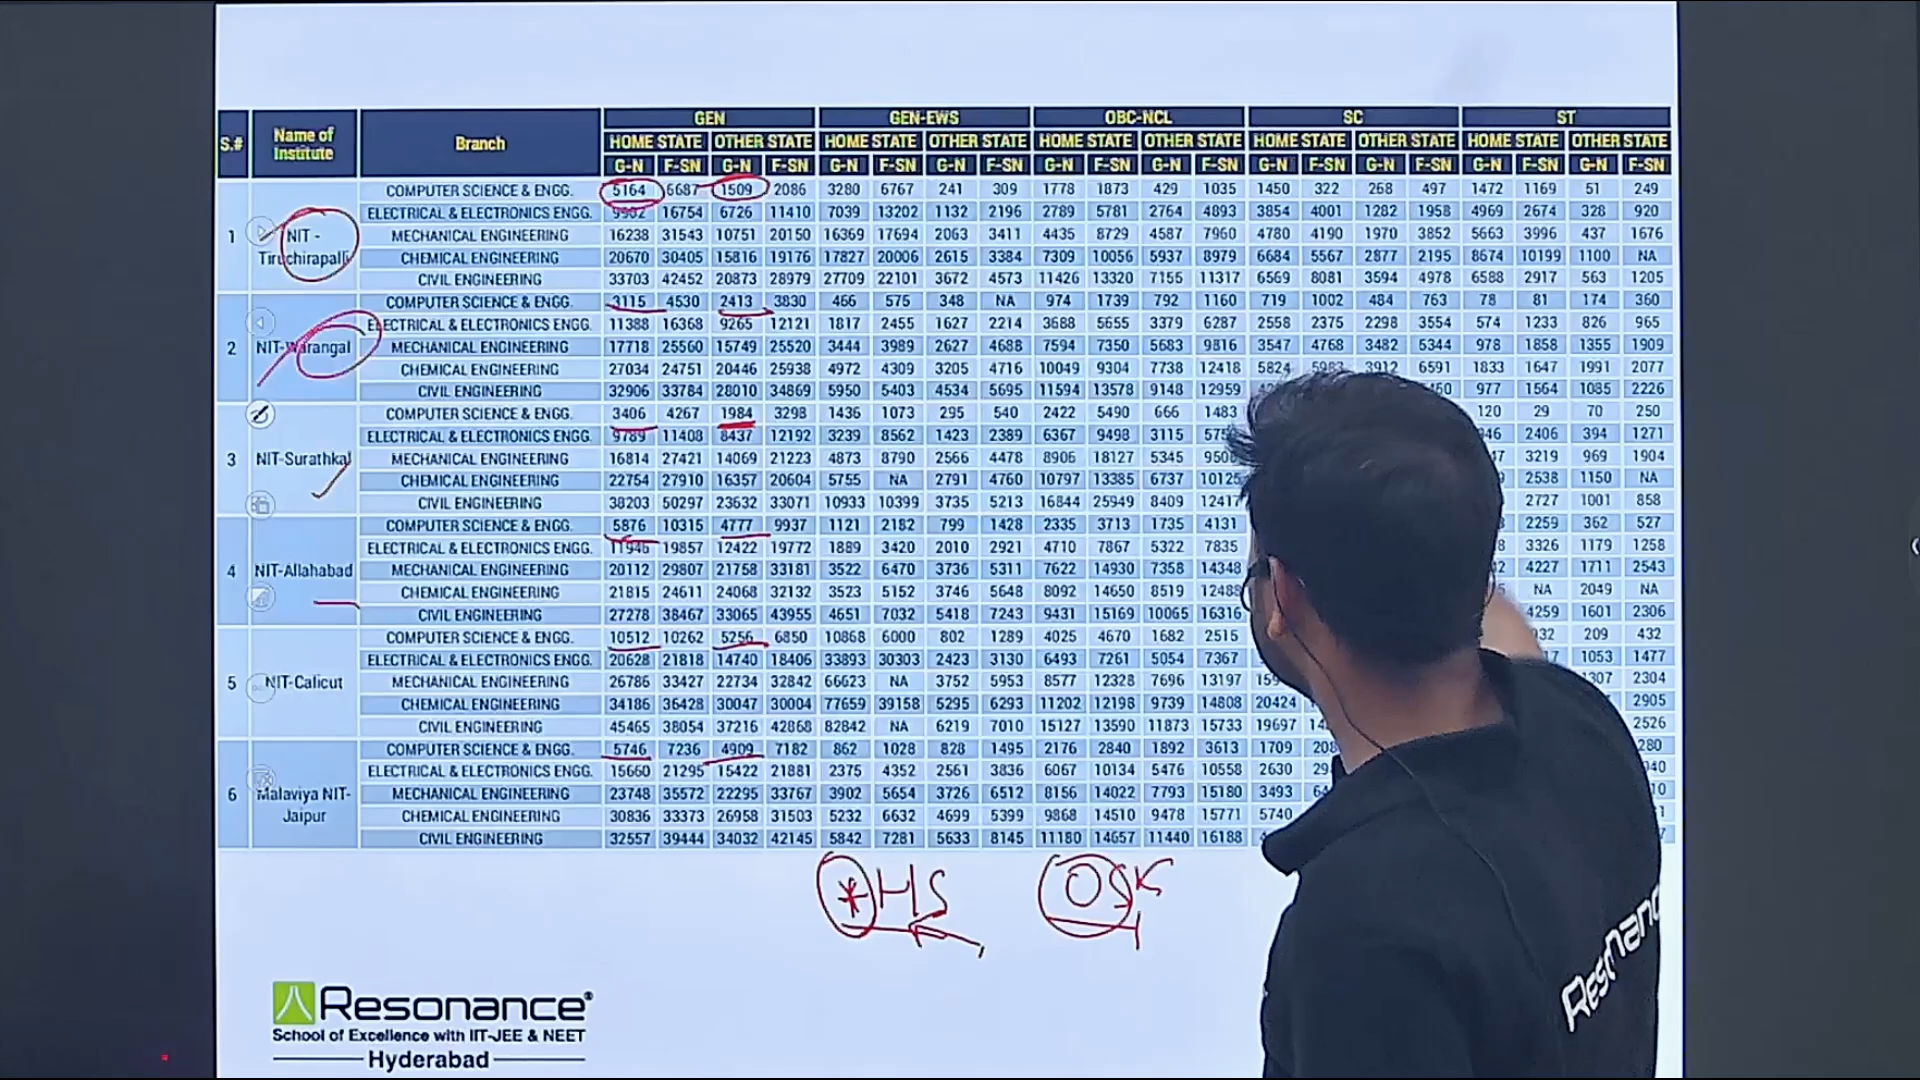 GEN GEN-EWS OBC-NCL SC ST
S.# Name of Institute Branch HOME STATE OTHER STATE HOME STATE OTHER STATE HOME STATE OTHER STATE HOME STATE OTHER STATE HOME STATE OTHER STATE
G-N F-SN G-N F-SN G-N F-SN G-N F-SN G-N F-SN G-N F-SN G-N F-SN G-N F-SN G-N F-SN G-N F-SN
1 NIT - Tiruchirapalli
COMPUTER SCIENCE & ENGG. 5164 6687 1509 2086 3280 6767 241 309 1778 1873 429 1035 1450 322 268 497 1472 1169 51 249
ELECTRICAL & ELECTRONICS ENGG. 9902 16754 6726 11410 7039 13202 1132 2196 2789 5781 2764 4893 3854 4001 1282 1958 4969 2674 328 920
MECHANICAL ENGINEERING 16238 31543 10751 20150 16369 17694 2063 3411 4435 8729 4587 7960 4780 4190 1970 3852 5663 3996 437 1676
CHEMICAL ENGINEERING 20670 30405 15816 19176 17827 20006 2615 3384 7309 10056 5937 8979 6684 5567 2877 2195 8674 10199 1100 NA
CIVIL ENGINEERING 33703 42452 20873 28979 27709 22101 3672 4573 11426 13320 7155 11317 6569 8081 3594 4978 6588 2917 563 1205
2 NIT-Warangal
COMPUTER SCIENCE & ENGG. 3115 4530 2413 3830 466 575 348 NA 974 1739 792 1160 719 1002 484 763 78 81 174 360
ELECTRICAL & ELECTRONICS ENGG. 11388 16368 9265 12121 1817 2455 1627 2214 3688 5655 3379 6287 2558 2375 2298 3554 574 1233 826 965
MECHANICAL ENGINEERING 17718 25560 15749 25520 3444 3989 2627 4688 7594 7350 5683 9816 3547 4768 3482 5344 978 1858 1355 1909
CHEMICAL ENGINEERING 27034 24751 20446 25938 4972 4309 3205 4716 10049 9304 7738 12418 5824 5983 3912 6591 1833 1647 1991 2077
CIVIL ENGINEERING 32906 33784 28010 34869 5950 5403 4534 5695 11594 13578 9148 12959 977 1564 1085 2226
3 NIT-Surathkal
COMPUTER SCIENCE & ENGG. 3406 4267 1984 3298 1436 1073 295 540 2422 5490 666 1483 120 29 70 250
ELECTRICAL & ELECTRONICS ENGG. 9789 11408 8437 12192 3239 8562 1423 2389 6367 9498 3115 2406 394 1271
MECHANICAL ENGINEERING 16814 27421 14069 21223 4873 8790 2566 4478 8906 18127 5345 3219 969 1904
CHEMICAL ENGINEERING 22754 27910 16357 20604 5755 NA 2791 4760 10797 13385 6737 10125 2538 1150 NA
CIVIL ENGINEERING 38203 50297 23632 33071 10933 10399 3735 5213 16844 25949 8409 12417 2727 1001 858
4 NIT-Allahabad
COMPUTER SCIENCE & ENGG. 5876 10315 4777 9937 1121 2182 799 1428 2335 3713 1735 4131 2259 362 527
ELECTRICAL & ELECTRONICS ENGG. 11946 19857 12422 19772 1889 3420 2010 2921 4710 7867 5322 7835 3326 1179 1258
MECHANICAL ENGINEERING 20112 29807 21758 33181 3522 6470 3736 5311 7622 14930 7358 14348 4227 1711 2543
CHEMICAL ENGINEERING 21815 24611 24068 32132 3523 5152 3746 5648 8092 14650 8519 12488 NA 2049 NA
CIVIL ENGINEERING 27278 38467 33065 43955 4651 7032 5418 7243 9431 15169 10065 16316 4259 1601 2306
5 NIT-Calicut
COMPUTER SCIENCE & ENGG. 10512 10262 5256 6850 10868 6000 802 1289 4025 4670 1682 2515 209 432
ELECTRICAL & ELECTRONICS ENGG. 20628 21818 14740 18406 33893 30303 2423 3130 6493 7261 5054 7367 1053 1477
MECHANICAL ENGINEERING 26786 33427 22734 32842 66623 NA 3752 5953 8577 12328 7696 13197 1307 2304
CHEMICAL ENGINEERING 34186 36428 30047 30004 77659 39158 5295 6293 11202 12198 9739 14808 20424 2905
CIVIL ENGINEERING 45465 38054 37216 42868 82842 NA 6219 7010 15127 13590 11873 15733 19697 2526
6 Malaviya NIT-Jaipur
COMPUTER SCIENCE & ENGG. 5746 7236 4909 7182 862 1028 828 1495 2176 2840 1892 3613 1709 280
ELECTRICAL & ELECTRONICS ENGG. 15660 21295 15422 21881 2375 4352 2561 3836 6067 10134 5476 10558 2630
MECHANICAL ENGINEERING 23748 35572 22295 33767 3902 5654 3726 6512 8156 14022 7793 15180 3493
CHEMICAL ENGINEERING 30836 33373 26958 31503 5232 6632 4699 5399 9868 14510 9478 15771 5740
CIVIL ENGINEERING 32557 39444 34032 42145 5842 7281 5633 8145 11180 14657 11440 16188
*HS OS
Resonance®
School of Excellence with IIT-JEE & NEET
Hyderabad
Resonance